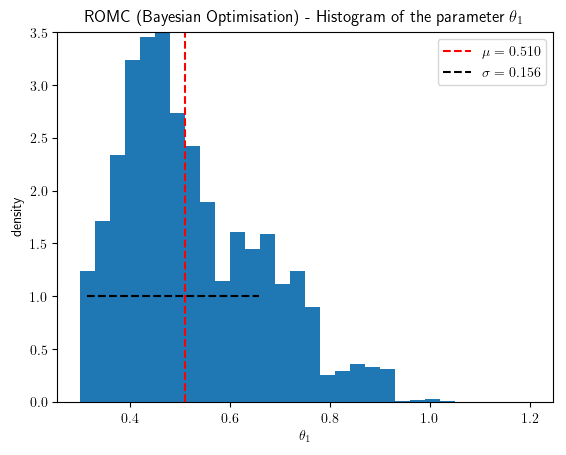 ROMC (Bayesian Optimisation) - Histogram of the parameter θ₁
μ = 0.510
σ = 0.156
3.5
3.0
2.5
2.0
1.5
1.0
0.5
0.0
density
0.4 0.6 0.8 1.0 1.2
θ₁